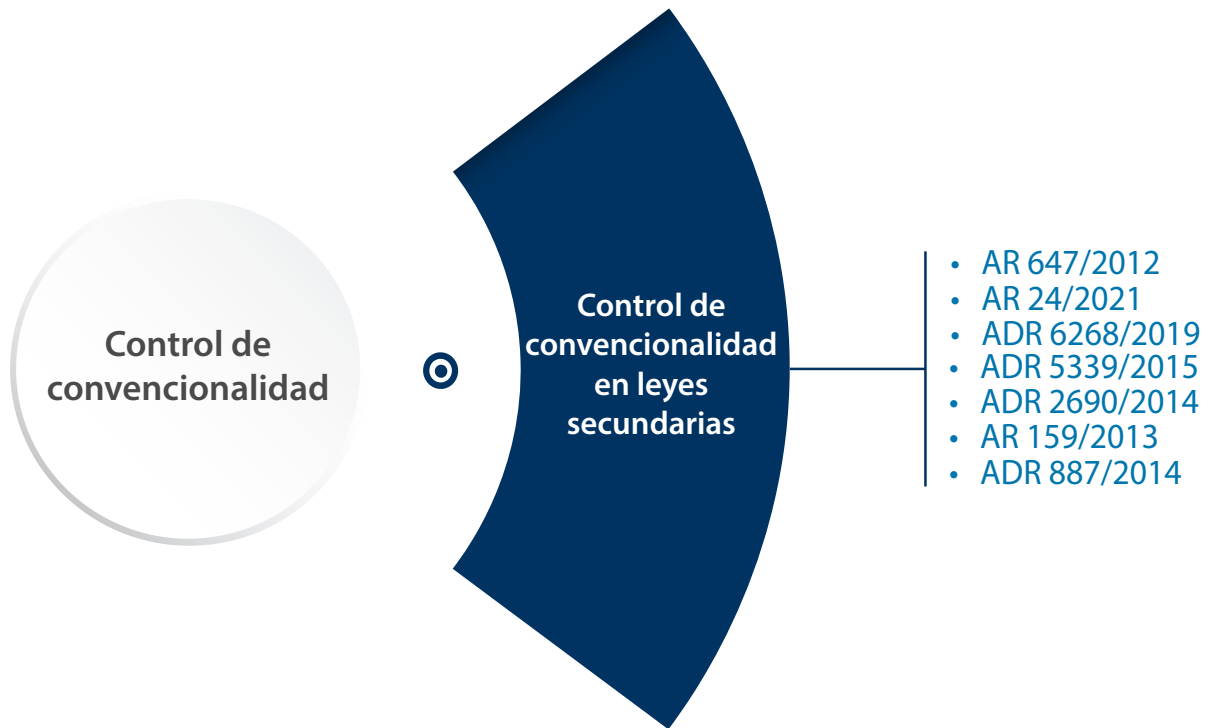 Control de
convencionalidad
Control de
convencionalidad
en leyes
secundarias
• AR 647/2012
• AR 24/2021
• ADR 6268/2019
• ADR 5339/2015
• ADR 2690/2014
• AR 159/2013
• ADR 887/2014